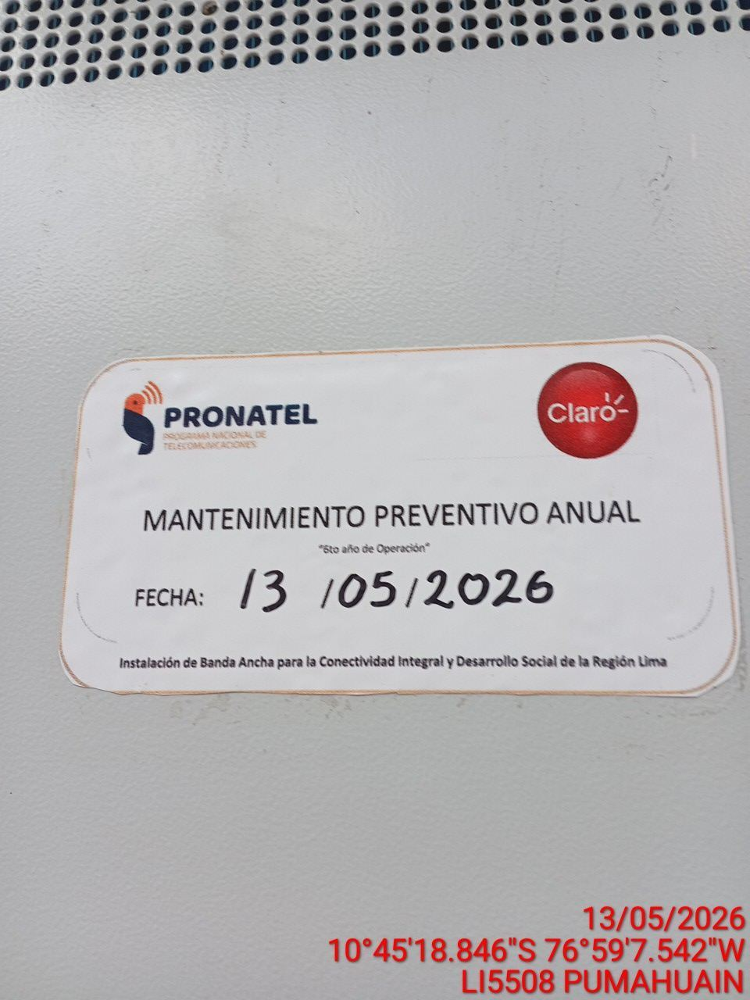 PRONATEL
PROGRAMA NACIONAL DE
TELECOMUNICACIONES
Claro
MANTENIMIENTO PREVENTIVO ANUAL
"6to año de Operación"
FECHA: 13 /05/2026
Instalación de Banda Ancha para la Conectividad Integral y Desarrollo Social de la Región Lima
13/05/2026
10°45'18.846"S 76°59'7.542"W
LI5508 PUMAHUAIN